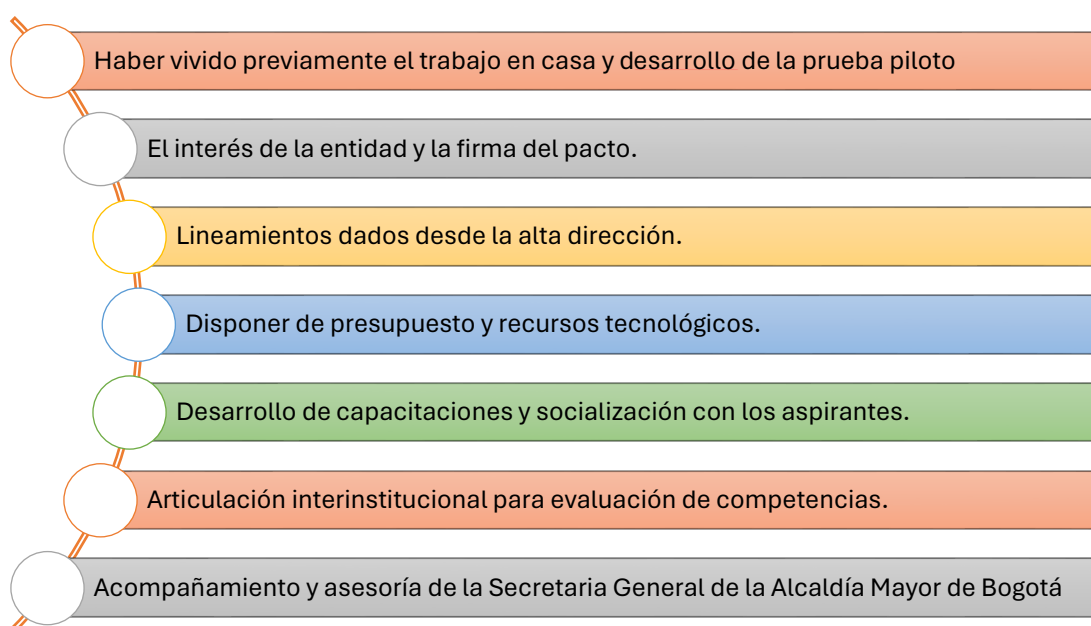 Haber vivido previamente el trabajo en casa y desarrollo de la prueba piloto
El interés de la entidad y la firma del pacto.
Lineamientos dados desde la alta dirección.
Disponer de presupuesto y recursos tecnológicos.
Desarrollo de capacitaciones y socialización con los aspirantes.
Articulación interinstitucional para evaluación de competencias.
Acompañamiento y asesoría de la Secretaria General de la Alcaldía Mayor de Bogotá